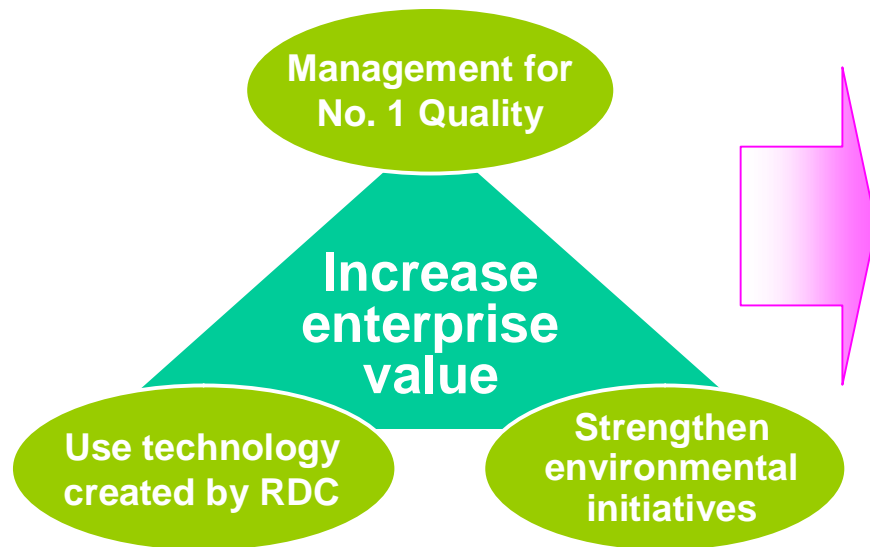 Management for
No. 1 Quality
Increase
enterprise
value
Use technology
created by RDC
Strengthen
environmental
initiatives